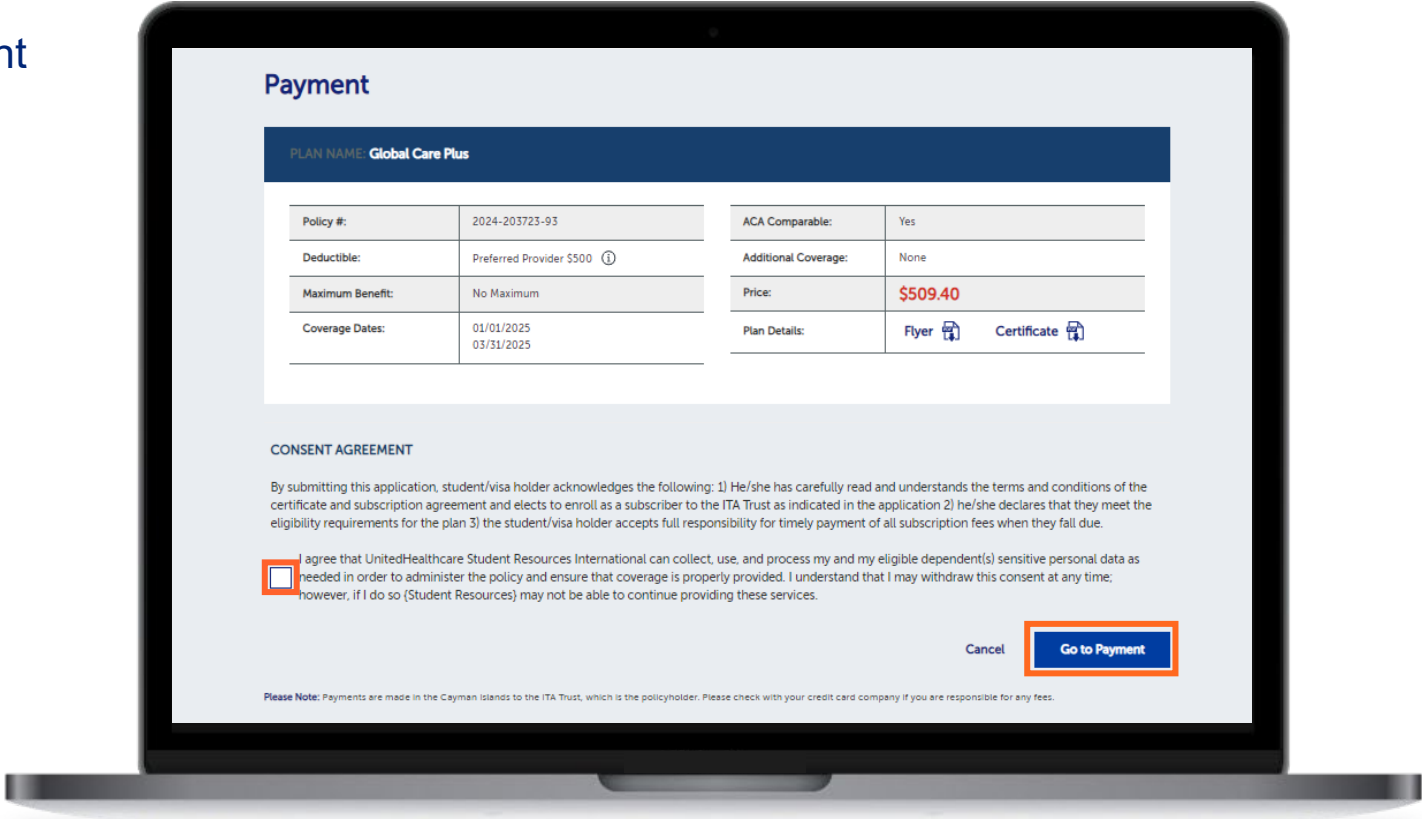 nt
Payment
PLAN NAME: Global Care Plus
Policy #: 2024-203723-93
Deductible: Preferred Provider $500
Maximum Benefit: No Maximum
Coverage Dates: 01/01/2025
03/31/2025
ACA Comparable: Yes
Additional Coverage: None
Price: $509.40
Plan Details: Flyer Certificate
CONSENT AGREEMENT
By submitting this application, student/visa holder acknowledges the following: 1) He/she has carefully read and understands the terms and conditions of the
certificate and subscription agreement and elects to enroll as a subscriber to the ITA Trust as indicated in the application 2) he/she declares that they meet the
eligibility requirements for the plan 3) the student/visa holder accepts full responsibility for timely payment of all subscription fees when they fall due.
I agree that UnitedHealthcare Student Resources International can collect, use, and process my and my eligible dependent(s) sensitive personal data as
needed in order to administer the policy and ensure that coverage is properly provided. I understand that I may withdraw this consent at any time;
however, if I do so {Student Resources} may not be able to continue providing these services.
Cancel Go to Payment
Please Note: Payments are made in the Cayman Islands to the ITA Trust, which is the policyholder. Please check with your credit card company if you are responsible for any fees.